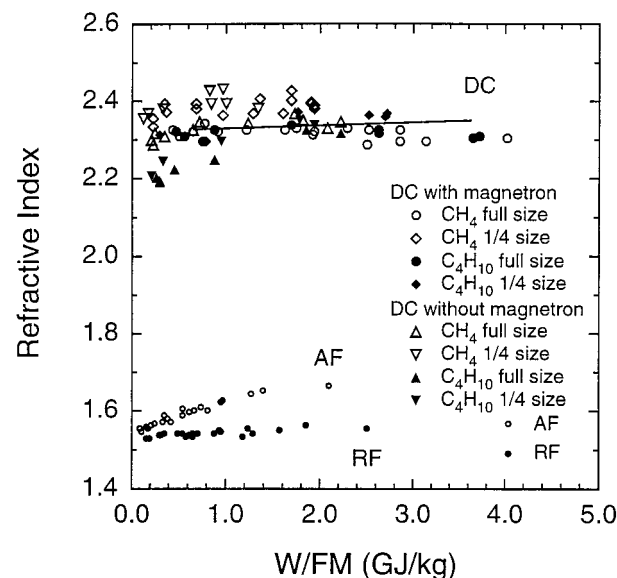 2.6
2.4
2.2
2.0
1.8
1.6
1.4
Refractive Index
DC
DC with magnetron
CH4 full size
CH4 1/4 size
C4H10 full size
C4H10 1/4 size
DC without magnetron
CH4 full size
CH4 1/4 size
C4H10 full size
C4H10 1/4 size
AF
RF
AF
RF
0.0 1.0 2.0 3.0 4.0 5.0
W/FM (GJ/kg)